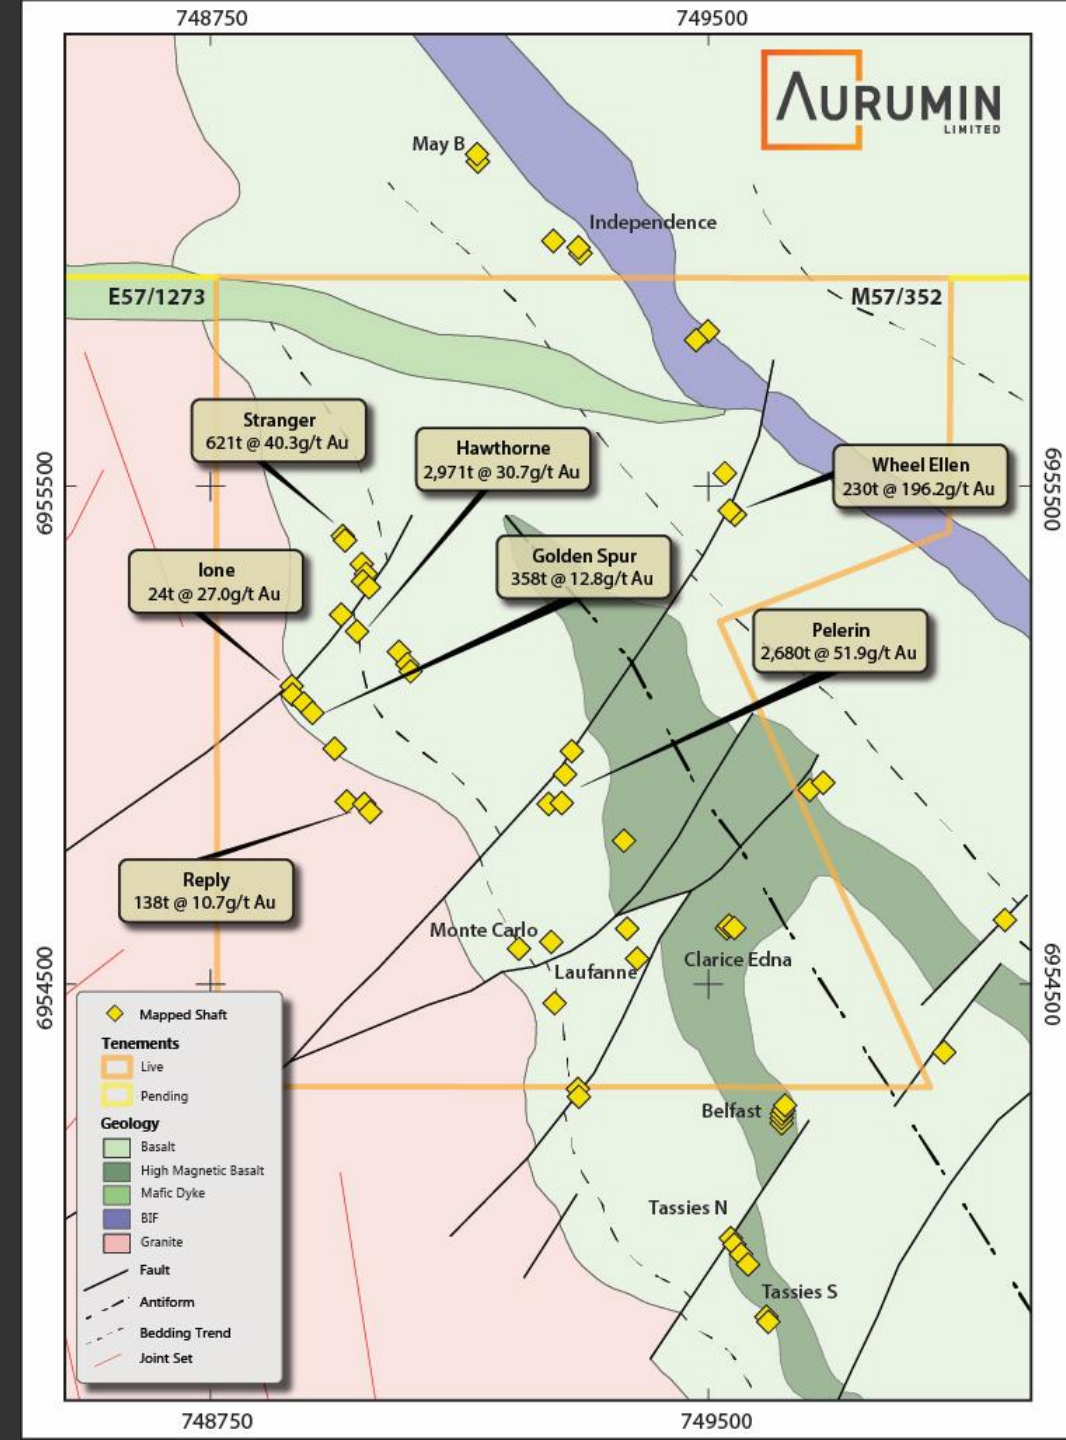 748750
749500
AURUMIN
LIMITED
May B
Independence
E57/1273
M57/352
Stranger
621t @ 40.3g/t Au
Hawthorne
2,971t @ 30.7g/t Au
Wheel Ellen
230t @ 196.2g/t Au
6955500
6955500
Ione
24t @ 27.0g/t Au
Golden Spur
358t @ 12.8g/t Au
Pelerin
2,680t @ 51.9g/t Au
Reply
138t @ 10.7g/t Au
Monte Carlo
Laufanne
Clarice Edna
6954500
6954500
Mapped Shaft
Tenements
Live
Pending
Geology
Basalt
High Magnetic Basalt
Mafic Dyke
BIF
Granite
Fault
Antiform
Bedding Trend
Joint Set
Belfast
Tassies N
Tassies S
748750
749500